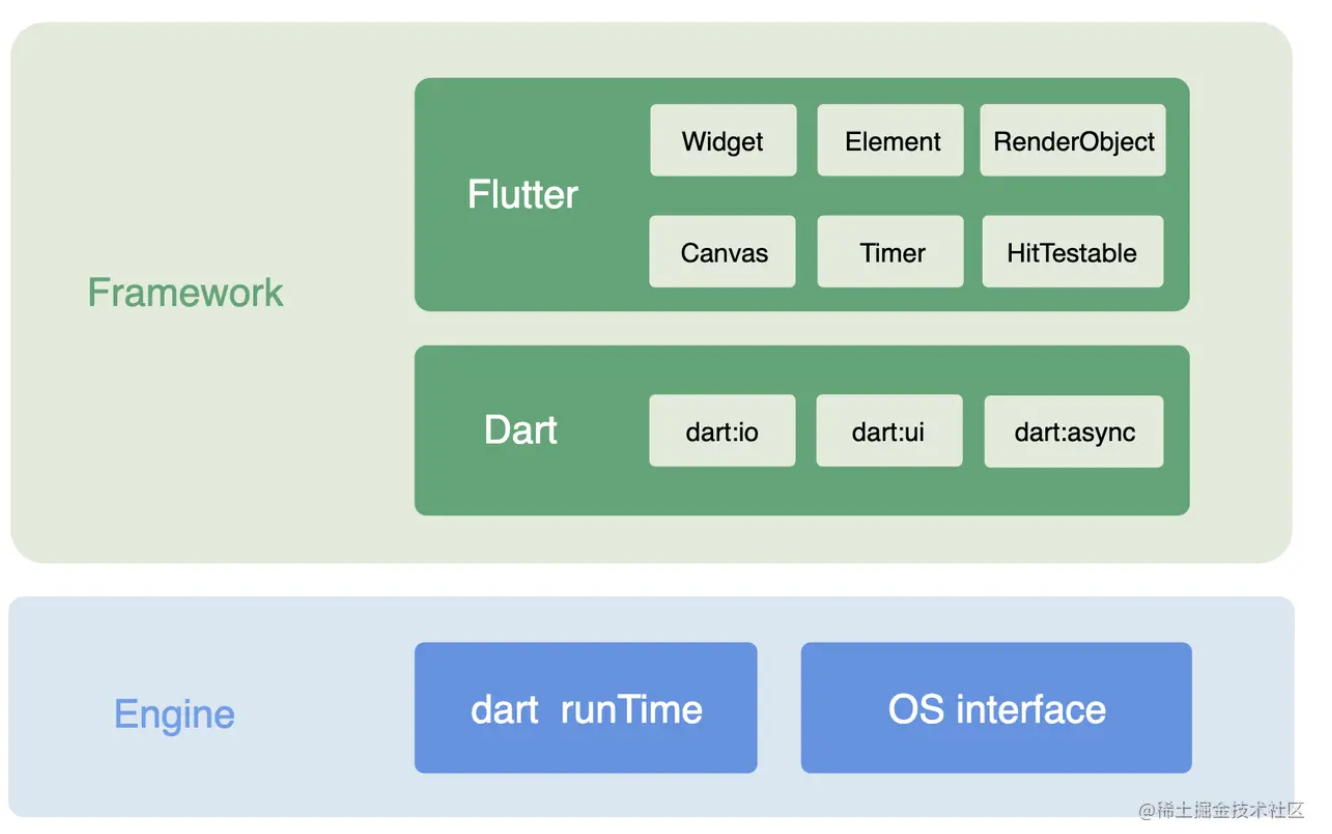 Framework
Flutter
Widget
Element
RenderObject
Canvas
Timer
HitTestable
Dart
dart:io
dart:ui
dart:async
Engine
dart runTime
OS interface
@稀土掘金技术社区